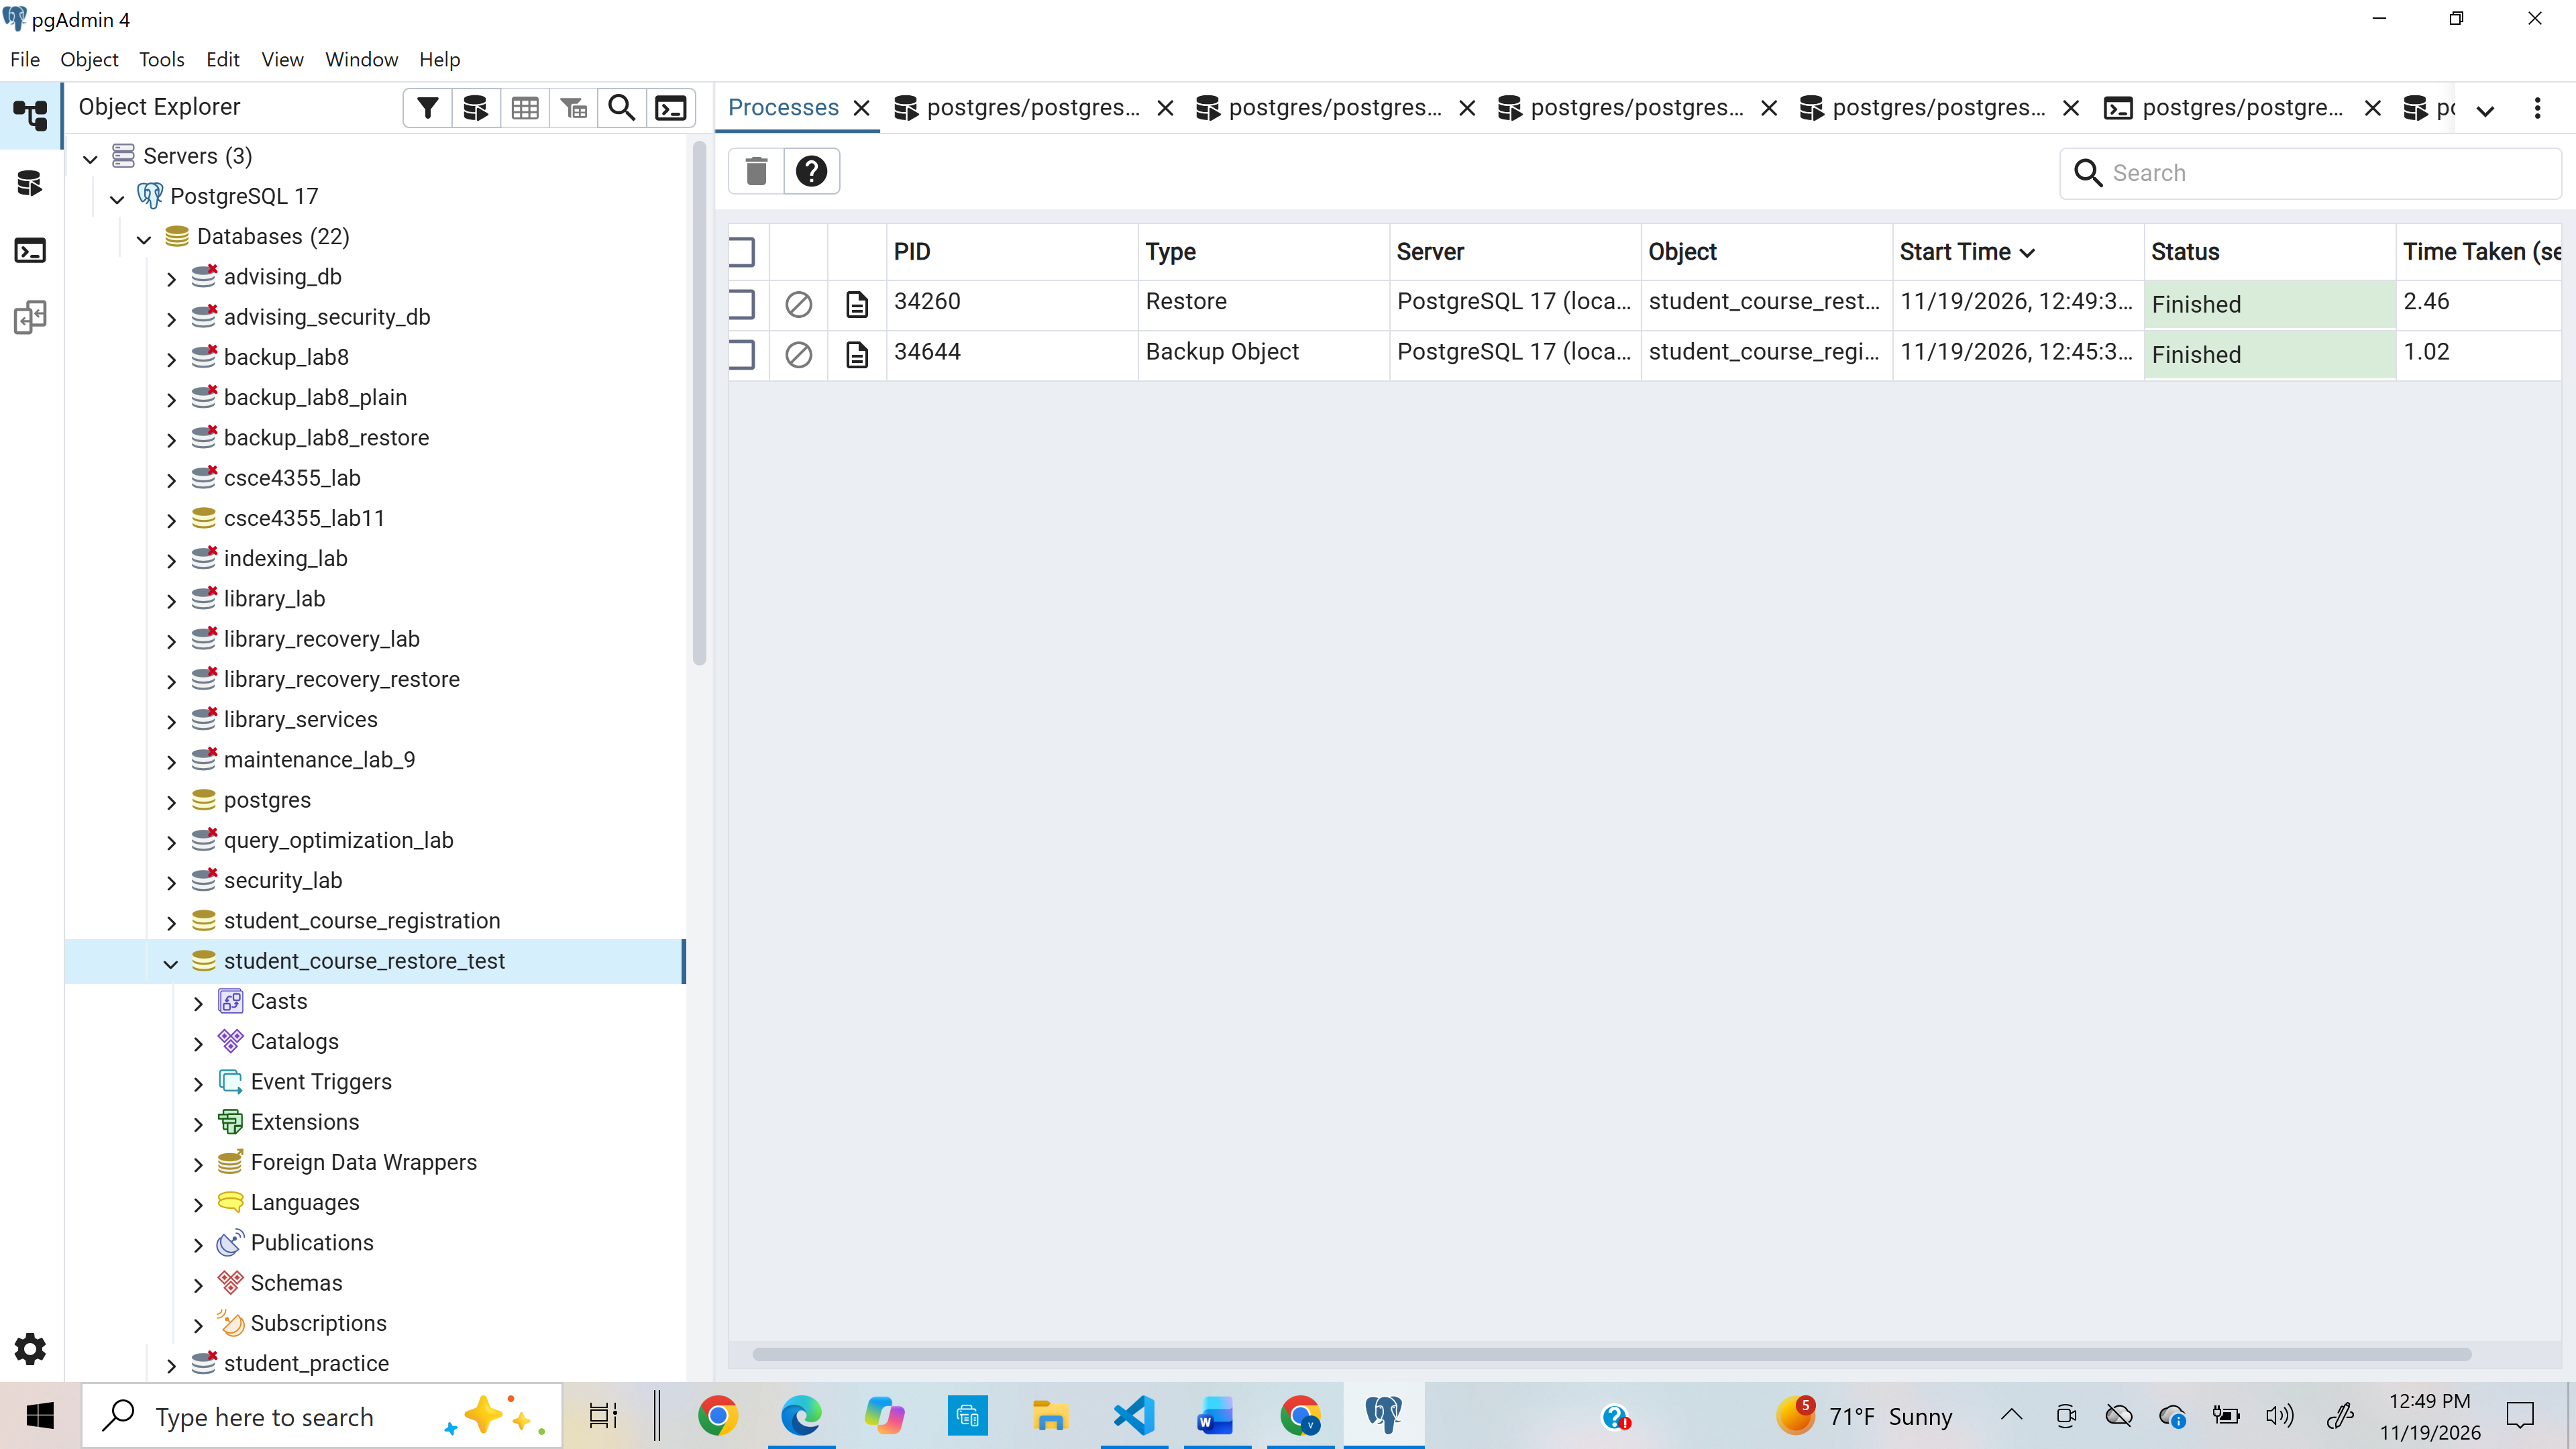 pgAdmin 4
File Object Tools Edit View Window Help
Object Explorer
Processes postgres/postgres... postgres/postgres... postgres/postgres... postgres/postgres... postgres/postgre...
Servers (3)
PostgreSQL 17
Databases (22)
advising_db
advising_security_db
backup_lab8
backup_lab8_plain
backup_lab8_restore
csce4355_lab
csce4355_lab11
indexing_lab
library_lab
library_recovery_lab
library_recovery_restore
library_services
maintenance_lab_9
postgres
query_optimization_lab
security_lab
student_course_registration
student_course_restore_test
Casts
Catalogs
Event Triggers
Extensions
Foreign Data Wrappers
Languages
Publications
Schemas
Subscriptions
student_practice
Search
PID Type Server Object Start Time Status Time Taken (se
34260 Restore PostgreSQL 17 (loca... student_course_rest... 11/19/2026, 12:49:3... Finished 2.46
34644 Backup Object PostgreSQL 17 (loca... student_course_regi... 11/19/2026, 12:45:3... Finished 1.02
Type here to search
5
71°F Sunny
12:49 PM
11/19/2026